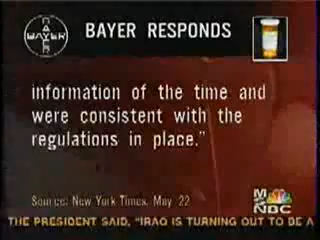 BAYER
BAYER
BAYER RESPONDS
information of the time and
were consistent with the
regulations in place."
Source: New York Times, May 22
MSNBC
THE PRESIDENT SAID, "IRAQ IS TURNING OUT TO BE A